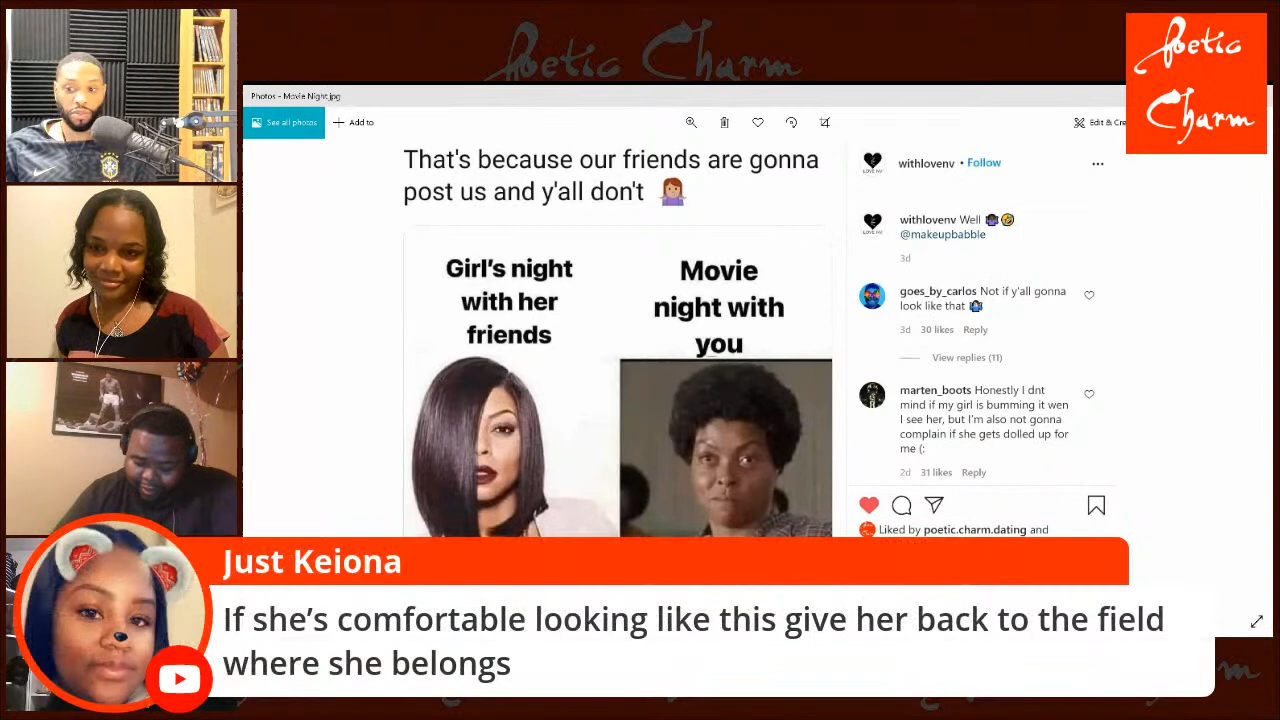 Poetic Charm
Poetic
Charm
Photos - Movie Night.jpg
See all photos
Add to
Edit & Cre
That's because our friends are gonna
post us and y'all don't 🤷🏽‍♀️
Girl's night
with her
friends
Movie
night with
you
withlovenv • Follow
withlovenv Well
@makeupbabble
3d
goes_by_carlos Not if y'all gonna
look like that
3d 30 likes Reply
View replies (11)
marten_boots Honestly I dnt
mind if my girl is bumming it wen
I see her, but I'm also not gonna
complain if she gets dolled up for
me (:
2d 31 likes Reply
Liked by poetic.charm.dating and
Just Keiona
If she's comfortable looking like this give her back to the field
where she belongs